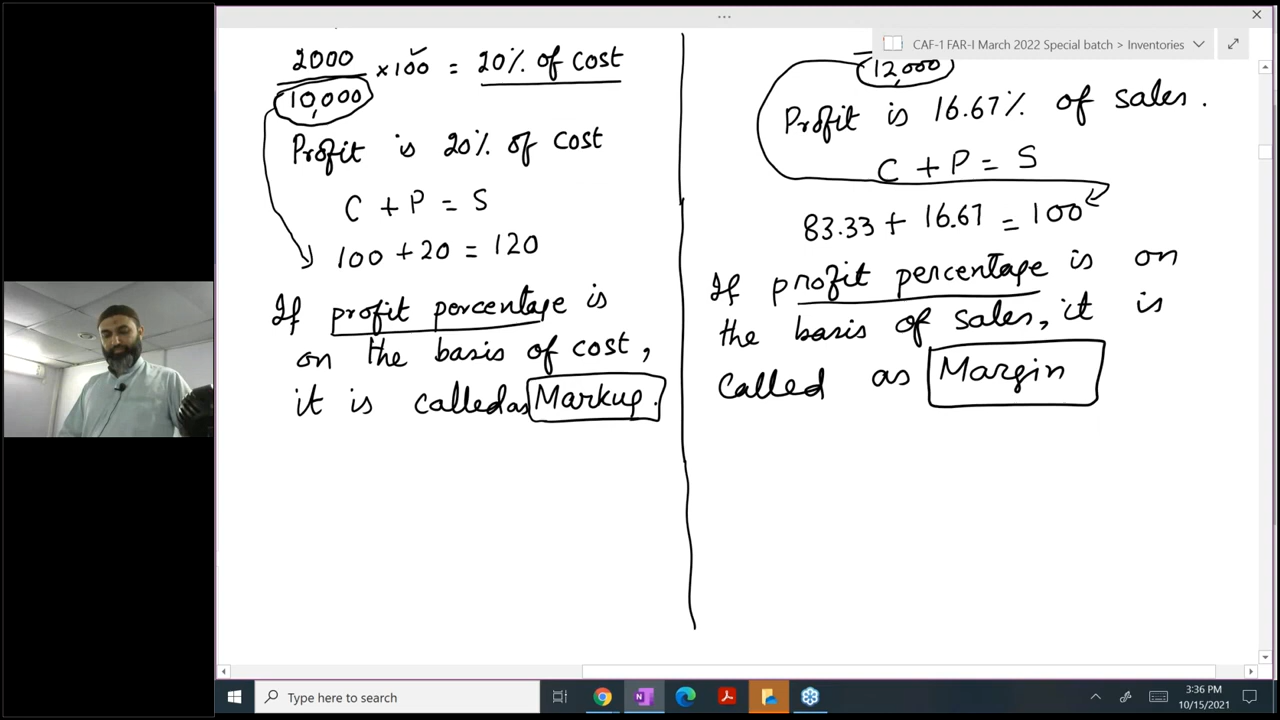 CAF-1 FAR-I March 2022 Special batch > Inventories
2000
10,000
×100 = 20% of cost
Profit is 20% of cost
C + P = S
100 + 20 = 120
If profit percentage is
on the basis of cost,
it is called as Markup.
12,000
Profit is 16.67% of sales.
C + P = S
83.33 + 16.67 = 100
If profit percentage is on
the basis of sales, it is
called as Margin
Type here to search
3:36 PM
10/15/2021